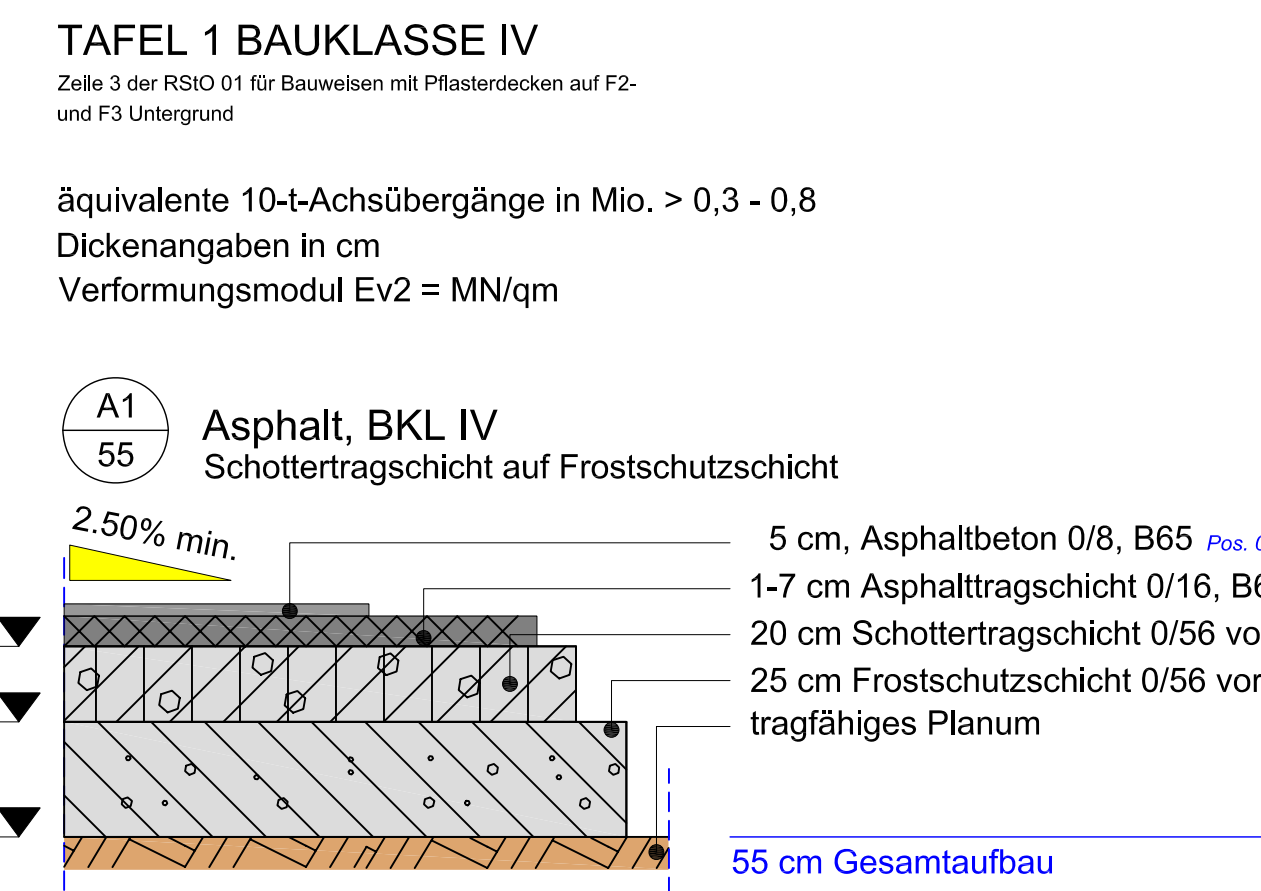 TAFEL 1 BAUKLASSE IV
Zeile 3 der RStO 01 für Bauweisen mit Pflasterdecken auf F2-
und F3 Untergrund
äquivalente 10-t-Achsübergänge in Mio. > 0,3 - 0,8
Dickenangaben in cm
Verformungsmodul Ev2 = MN/qm
A1
55
Asphalt, BKL IV
Schottertragschicht auf Frostschutzschicht
2.50% min.
5 cm, Asphaltbeton 0/8, B65 Pos.
1-7 cm Asphalttragschicht 0/16,
20 cm Schottertragschicht 0/56
25 cm Frostschutzschicht 0/56
tragfähiges Planum
55 cm Gesamtaufbau